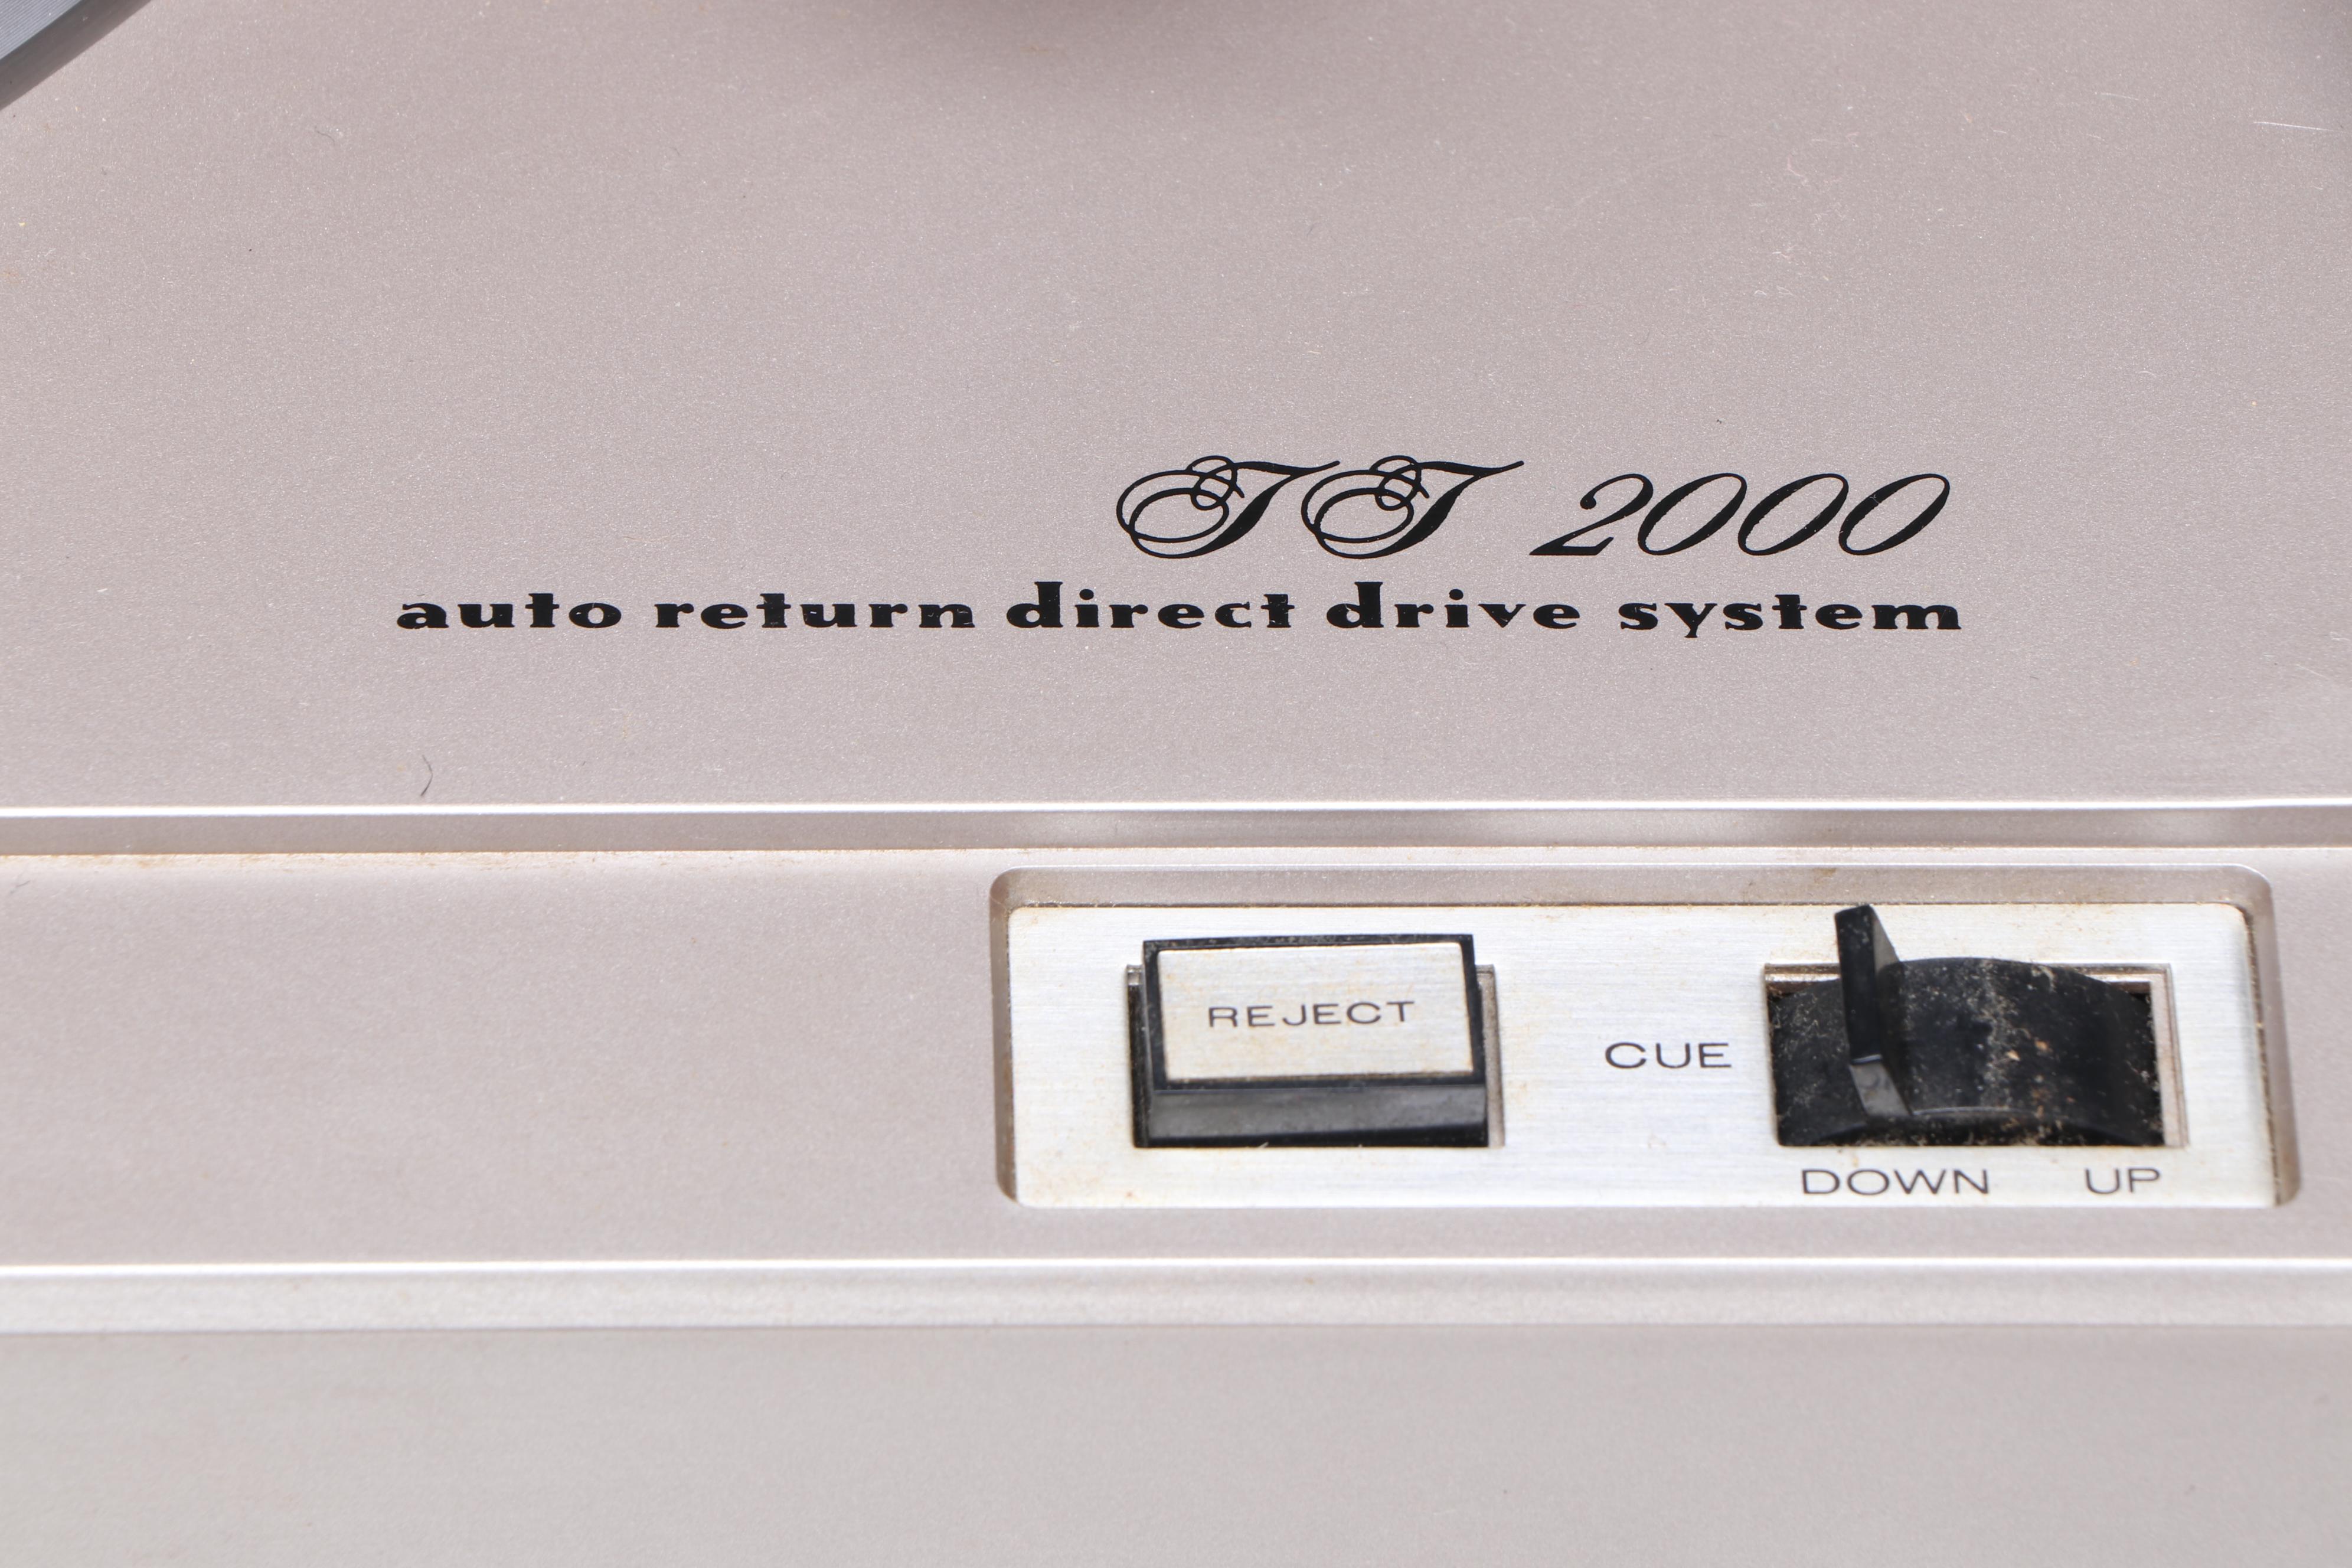 TT 2000
auto return direct drive system
REJECT
CUE
DOWN UP